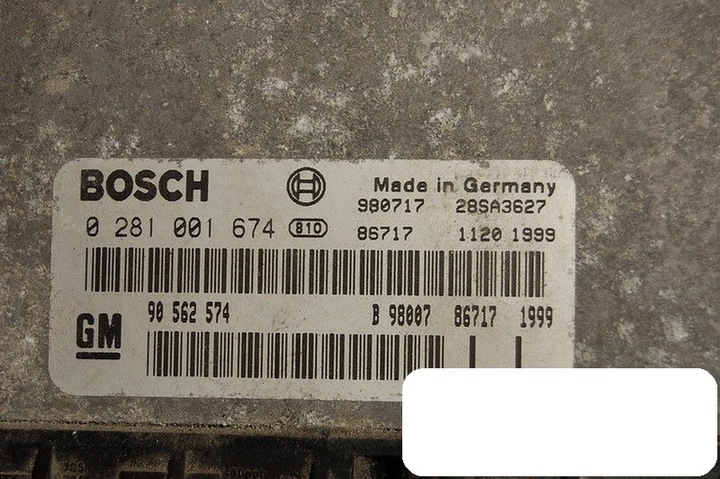 BOSCH
Made in Germany
980717 28SA3627
0 281 001 674 810
86717 1120 1999
GM
90 562 574 B 98007 86717 1999